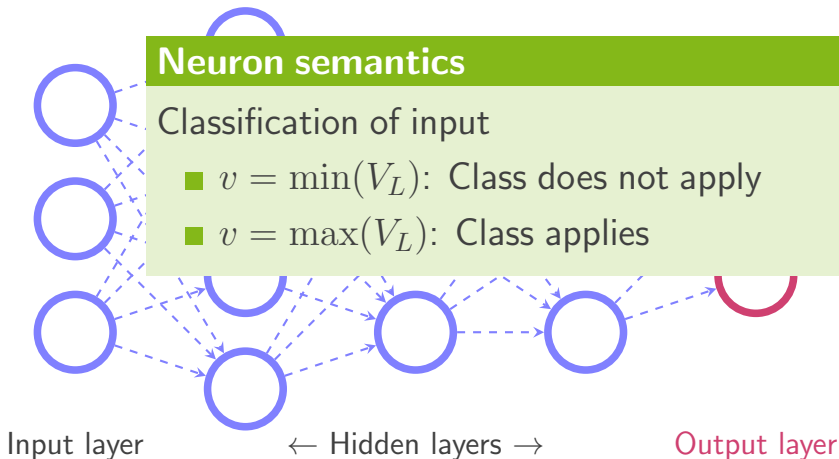 Neuron semantics
Classification of input
■ v = min(V_L): Class does not apply
■ v = max(V_L): Class applies
Input layer ← Hidden layers → Output layer